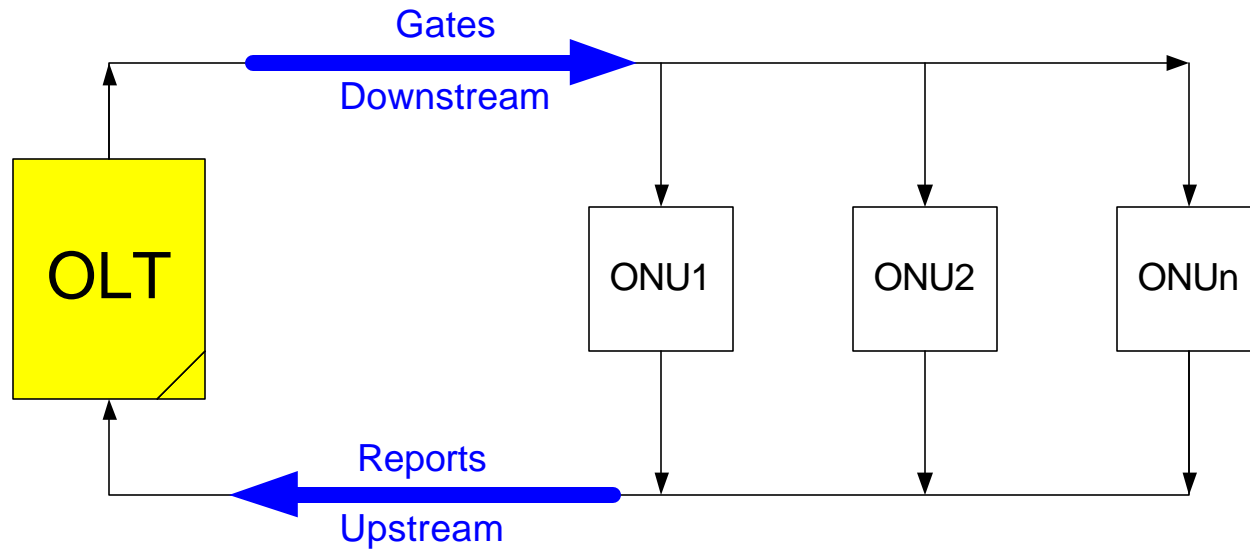 Gates
Downstream
OLT
ONU1
ONU2
ONUn
Reports
Upstream